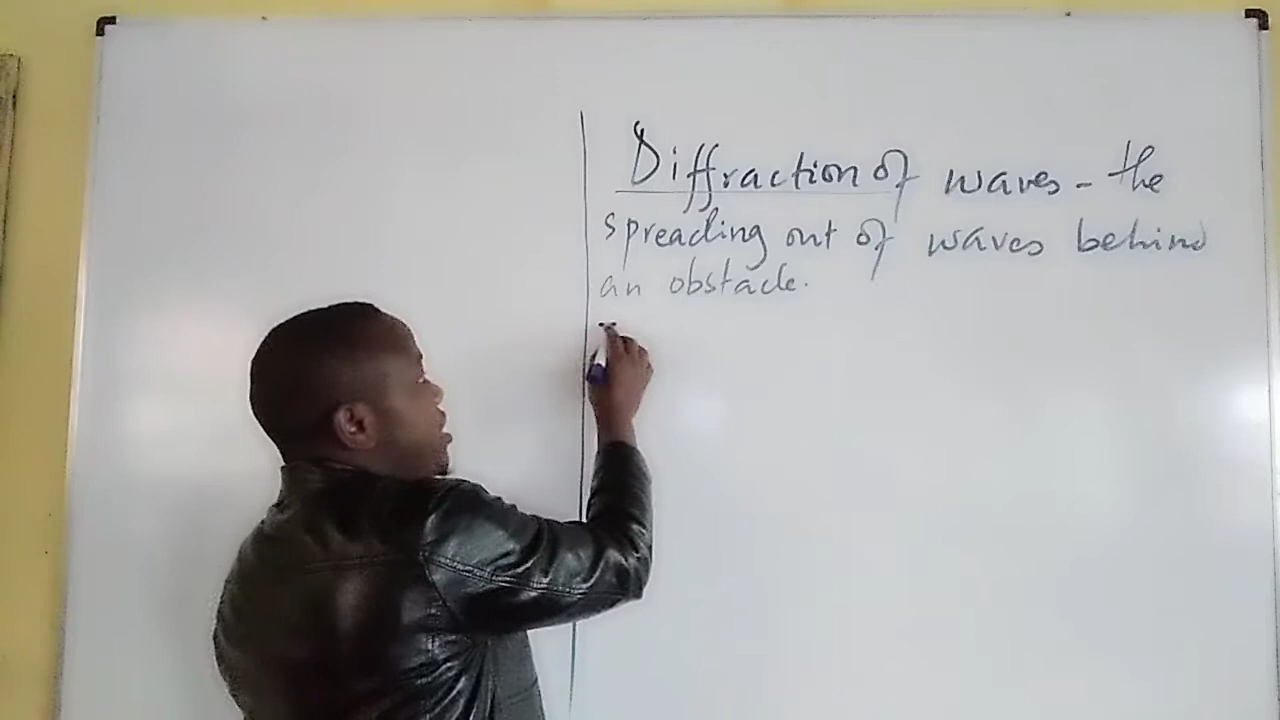 Diffraction of waves - the
spreading out of waves behind
an obstacle.